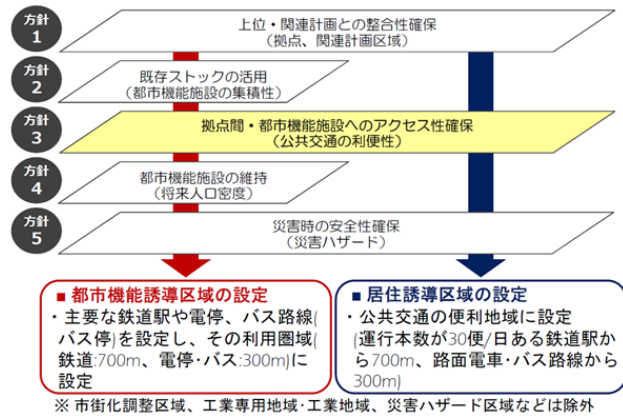 方針
1
上位・関連計画との整合性確保
(拠点、関連計画区域)
方針
2
既存ストックの活用
(都市機能施設の集積性)
方針
3
拠点間・都市機能施設へのアクセス性確保
(公共交通の利便性)
方針
4
都市機能施設の維持
(将来人口密度)
方針
5
災害時の安全性確保
(災害ハザード)
■ 都市機能誘導区域の設定
・主要な鉄道駅や電停、バス路線(
バス停)を設定し、その利用圏域(
鉄道:700m、電停・バス:300m)に
設定
■ 居住誘導区域の設定
・公共交通の便利地域に設定
(運行本数が30便/日ある鉄道駅から
700m、路面電車・バス路線から
300m)
※ 市街化調整区域、工業専用地域・工業地域、災害ハザード区域などは除外